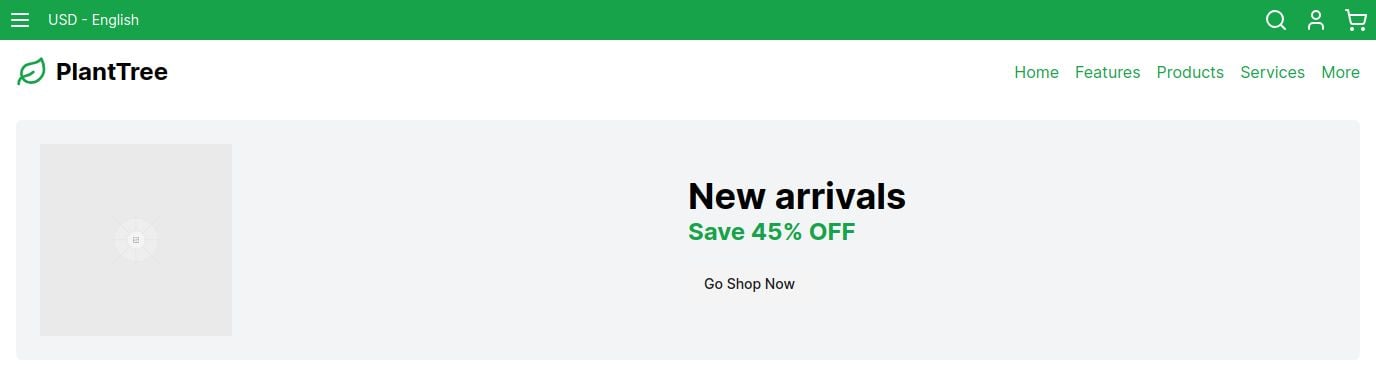 USD - English
PlantTree
Home Features Products Services More
New arrivals
Save 45% OFF
Go Shop Now